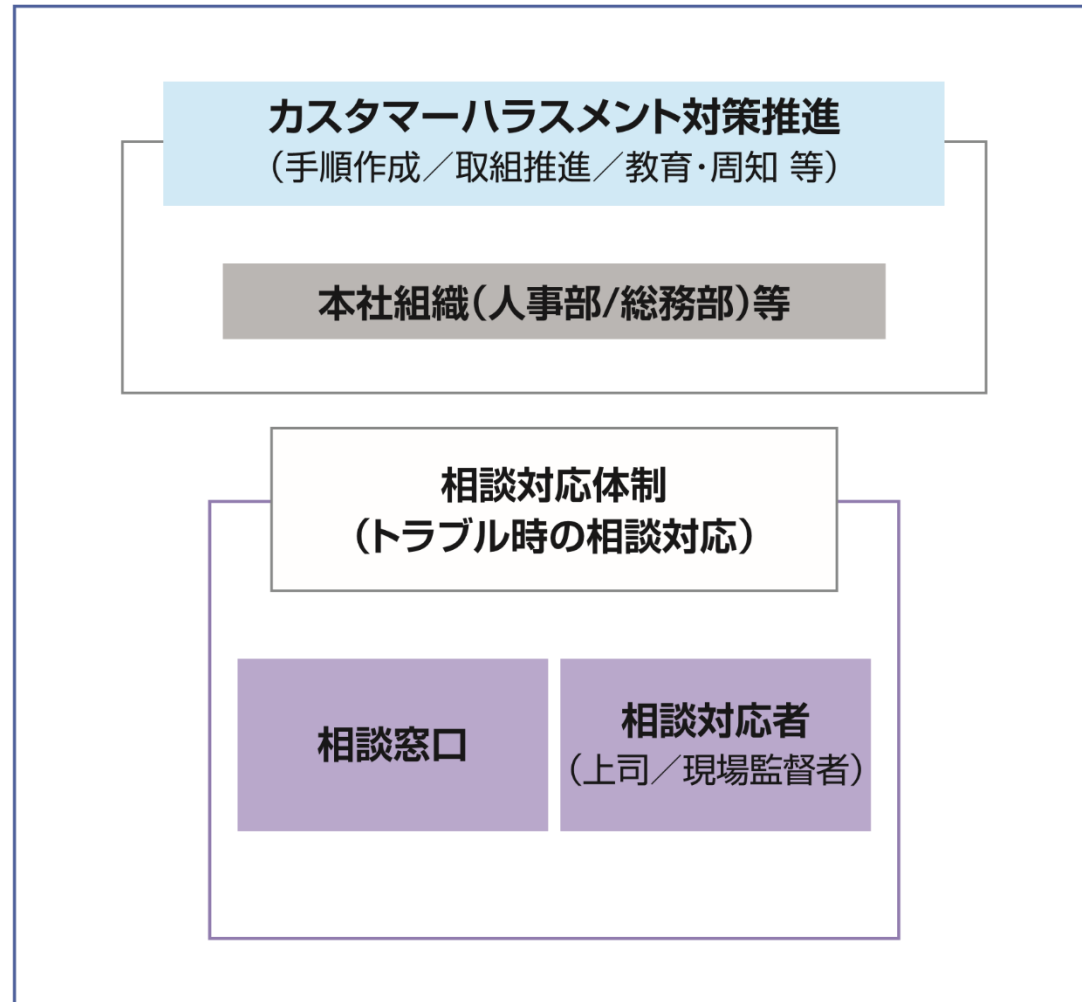 カスタマーハラスメント対策推進
（手順作成／取組推進／教育・周知 等）
本社組織（人事部/総務部）等
相談対応体制
（トラブル時の相談対応）
相談窓口
相談対応者
（上司／現場監督者）